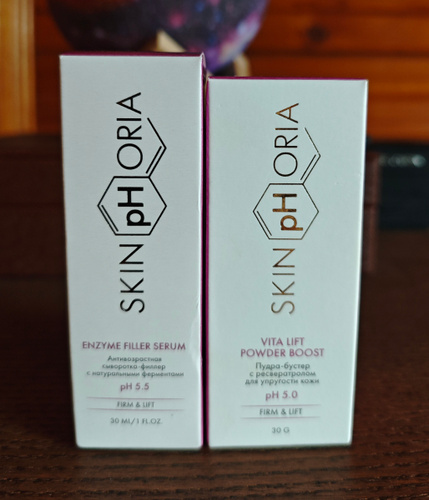 SKIN pH ORIA
ENZYME FILLER SERUM
Антивозрастная
сыворотка-филлер
с натуральными ферментами
pH 5.5
FIRM & LIFT
30 ML/1 FL.OZ
SKIN pH ORIA
VITA LIFT
POWDER BOOST
Пудра-бустер
с ресвератролом
для упругости кожи
pH 5.0
FIRM & LIFT
30 G